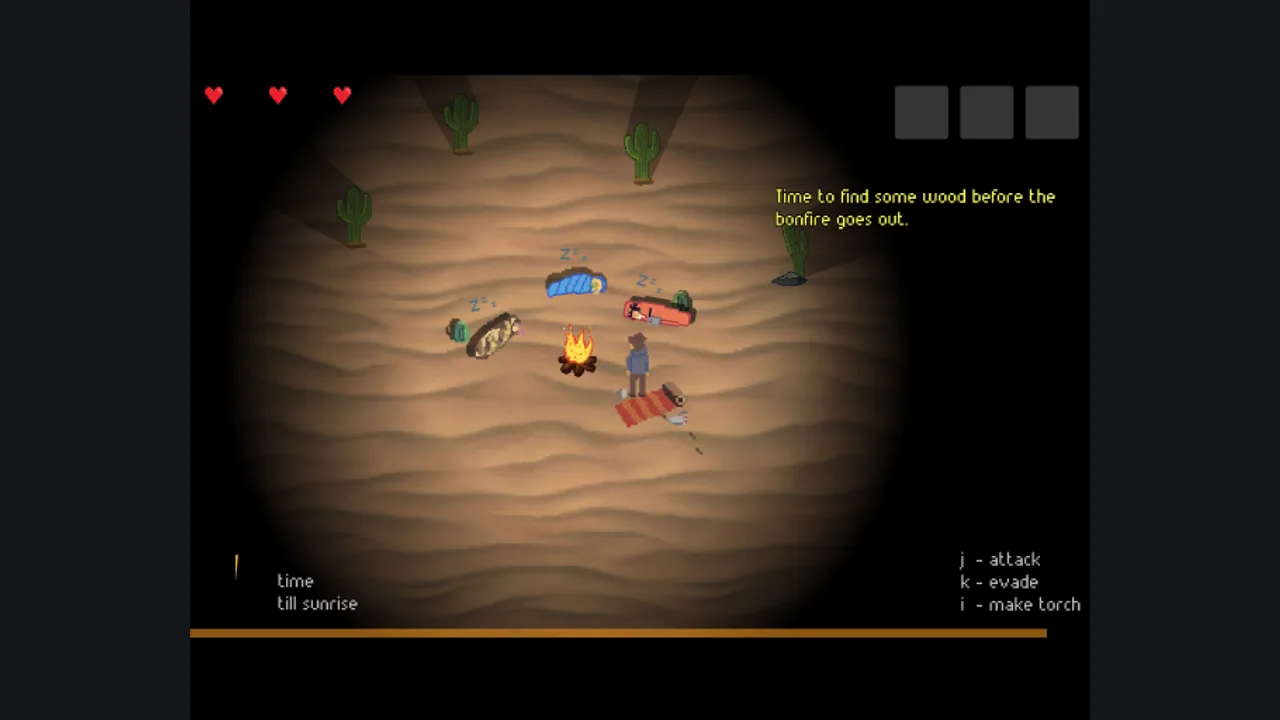 Time to find some wood before the
bonfire goes out.
z z z
z z z
z z z
time
till sunrise
j - attack
k - evade
i - make torch